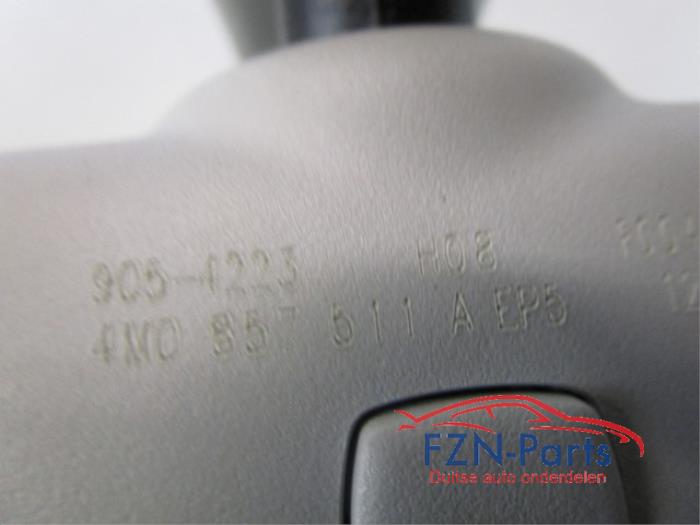 905-4223 H08
4M0 857 511 A EP5
FZN-Parts
Duitse auto onderdelen